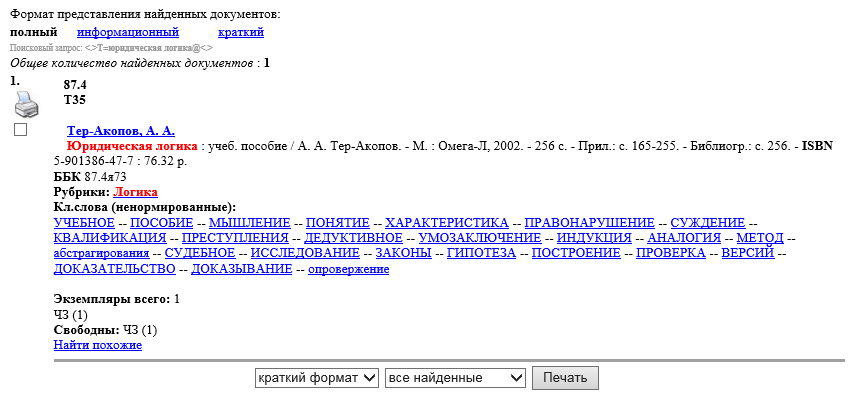 Формат представления найденных документов:
полный информационный краткий
Поисковый запрос: <.>T=юридическая логика@<.>
Общее количество найденных документов : 1
1. 87.4
Т35
Тер-Акопов, А. А.
Юридическая логика : учеб. пособие / А. А. Тер-Акопов. - М. : Омега-Л, 2002. - 256 с. - Прил.: с. 165-255. - Библиогр.: с. 256. - ISBN
5-901386-47-7 : 76.32 р.
ББК 87.4я73
Рубрики: Логика
Кл.слова (ненормированные):
УЧЕБНОЕ -- ПОСОБИЕ -- МЫШЛЕНИЕ -- ПОНЯТИЕ -- ХАРАКТЕРИСТИКА -- ПРАВОНАРУШЕНИЕ -- СУЖДЕНИЕ --
КВАЛИФИКАЦИЯ -- ПРЕСТУПЛЕНИЯ -- ДЕДУКТИВНОЕ -- УМОЗАКЛЮЧЕНИЕ -- ИНДУКЦИЯ -- АНАЛОГИЯ -- МЕТОД --
абстрагирования -- СУДЕБНОЕ -- ИССЛЕДОВАНИЕ -- ЗАКОНЫ -- ГИПОТЕЗА -- ПОСТРОЕНИЕ -- ПРОВЕРКА -- ВЕРСИЙ --
ДОКАЗАТЕЛЬСТВО -- ДОКАЗЫВАНИЕ -- опровержение
Экземпляры всего: 1
ЧЗ (1)
Свободны: ЧЗ (1)
Найти похожие
краткий формат все найденные Печать